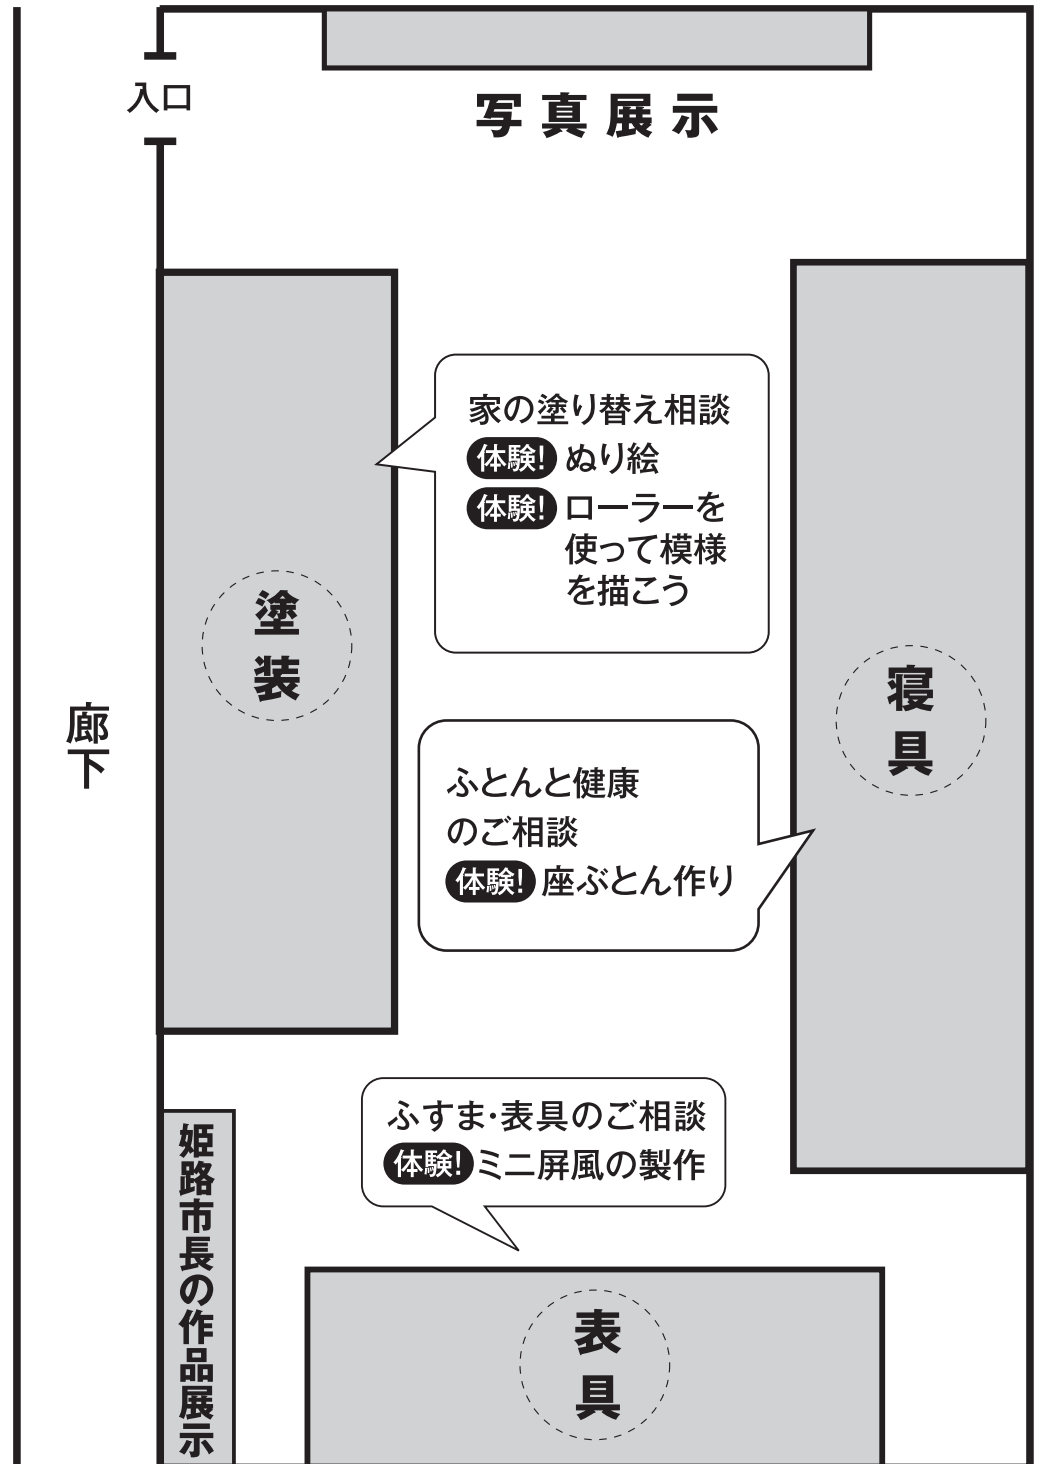 入口
写真展示
家の塗り替え相談
体験! ぬり絵
体験! ローラーを
使って模様
を描こう
塗装
寝具
廊下
ふとんと健康
のご相談
体験! 座ぶとん作り
ふすま・表具のご相談
体験! ミニ屏風の製作
姫路市長の作品展示
表具